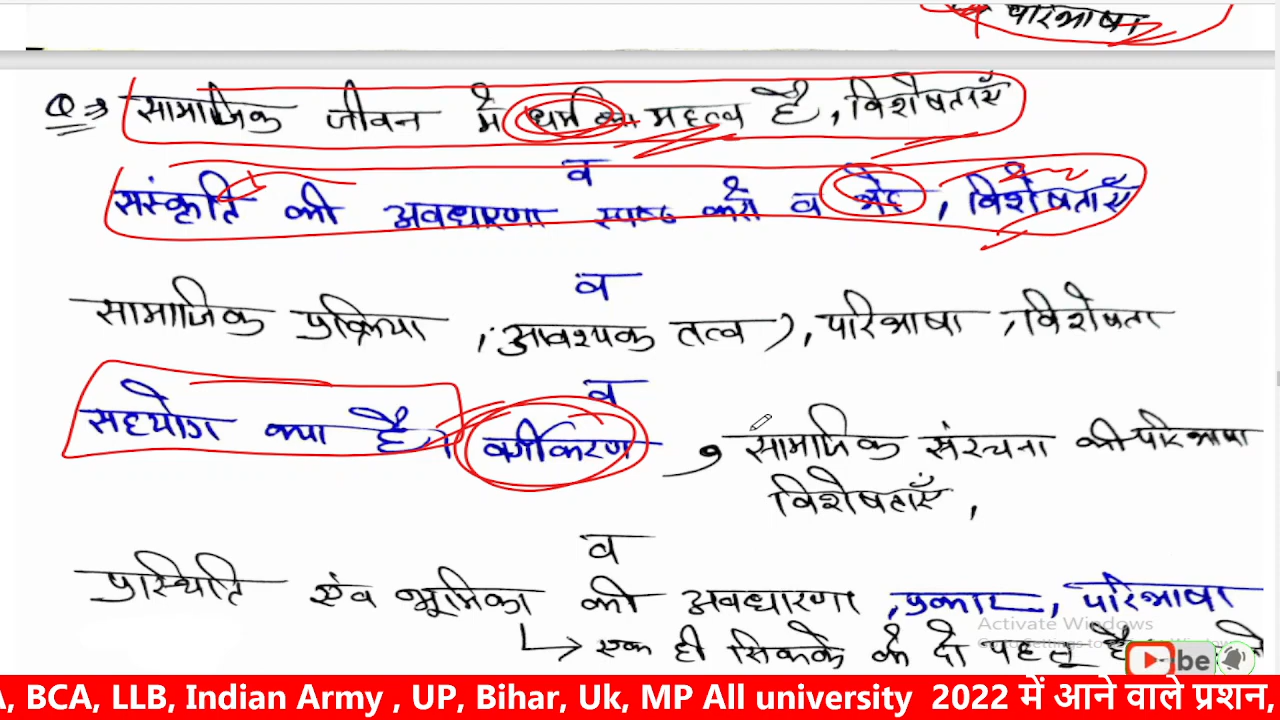 परिभाषा
Q ⇒ सामाजिक जीवन में धर्म का महत्व है, विशेषताएँ
व
संस्कृति की अवधारणा स्पष्ट करो व भेद, विशेषताएँ
व
सामाजिक प्रक्रिया, (आवश्यक तत्व), परिभाषा, विशेषता
व
सहयोग क्या है, वर्गीकरण, सामाजिक संरचना की परिभाषा
विशेषताएँ,
व
प्रस्थिति एंव भूमिका की अवधारणा, प्रकार, परिभाषा
Activate Windows
→ एक ही सिक्के के दो पहलू है
be
A, BCA, LLB, Indian Army , UP, Bihar, Uk, MP All university 2022 में आने वाले प्रशन,